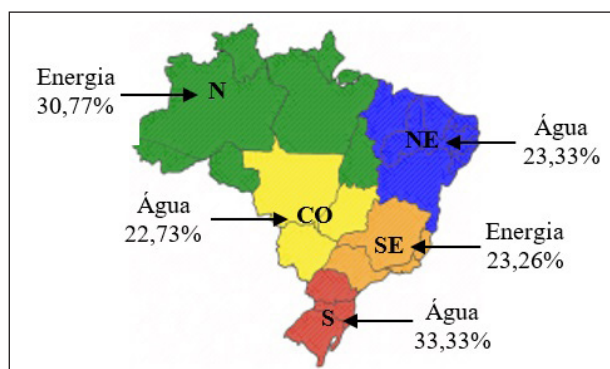 Energia
30,77%
N
NE
Água
23,33%
Água
22,73%
CO
SE
Energia
23,26%
S
Água
33,33%